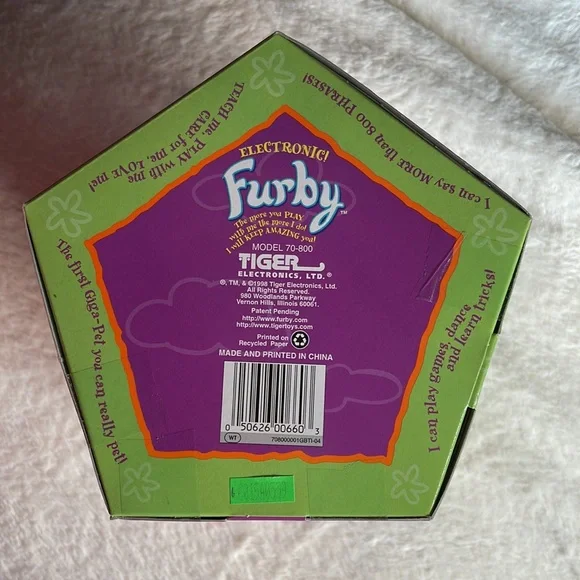 TEACH me, PLAY with me
CARE for me, LOVE me!
I can say MORE than 800 PHRASES!
ELECTRONIC!
Furby™
The more you PLAY
with me the more I do!
I will KEEP AMAZING you!
MODEL 70-800
TIGER
ELECTRONICS, LTD.®
®, TM, & ©1998 Tiger Electronics, Ltd.
All Rights Reserved.
980 Woodlands Parkway
Vernon Hills, Illinois 60061.
Patent Pending
http://www.furby.com
http://www.tigertoys.com
Printed on
Recycled Paper
MADE AND PRINTED IN CHINA
The first Giga-Pet you can really pet!
I can play games, dance
and learn tricks!
0 50626 00660 3
WT
708000001GBTI-04